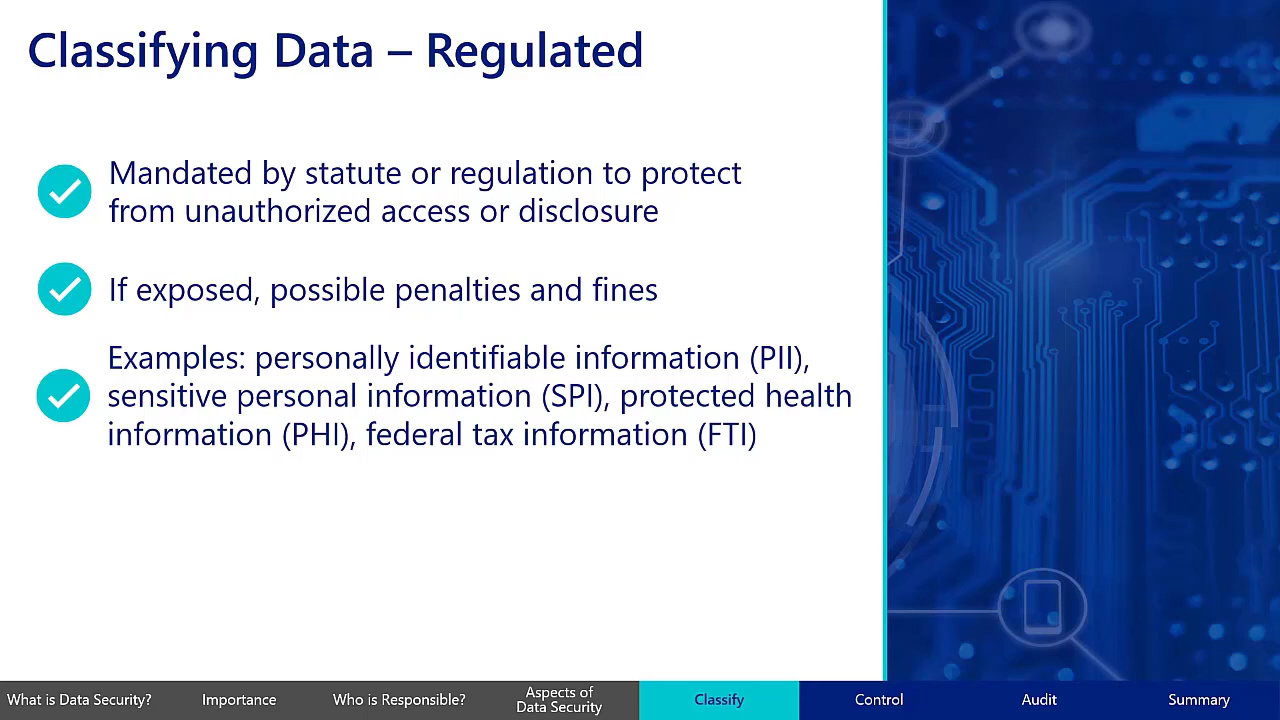 Classifying Data – Regulated
Mandated by statute or regulation to protect
from unauthorized access or disclosure
If exposed, possible penalties and fines
Examples: personally identifiable information (PII),
sensitive personal information (SPI), protected health
information (PHI), federal tax information (FTI)
What is Data Security?
Importance
Who is Responsible?
Aspects of
Data Security
Classify
Control
Audit
Summary